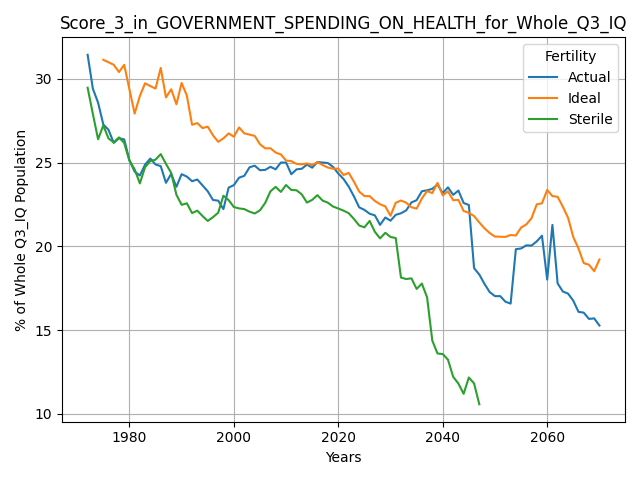 Score_3_in_GOVERNMENT_SPENDING_ON_HEALTH_for_Whole_Q3_IQ
Fertility
Actual
Ideal
Sterile
% of Whole Q3_IQ Population
30
25
20
15
10
1980
2000
2020
2040
2060
Years